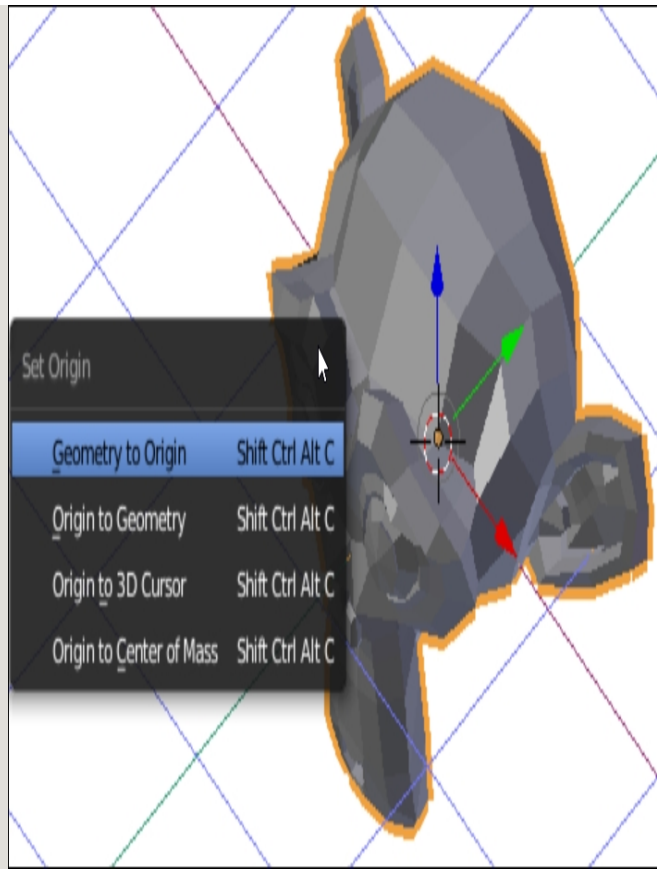 Set Origin
Geometry to Origin Shift Ctrl Alt C
Origin to Geometry Shift Ctrl Alt C
Origin to 3D Cursor Shift Ctrl Alt C
Origin to Center of Mass Shift Ctrl Alt C